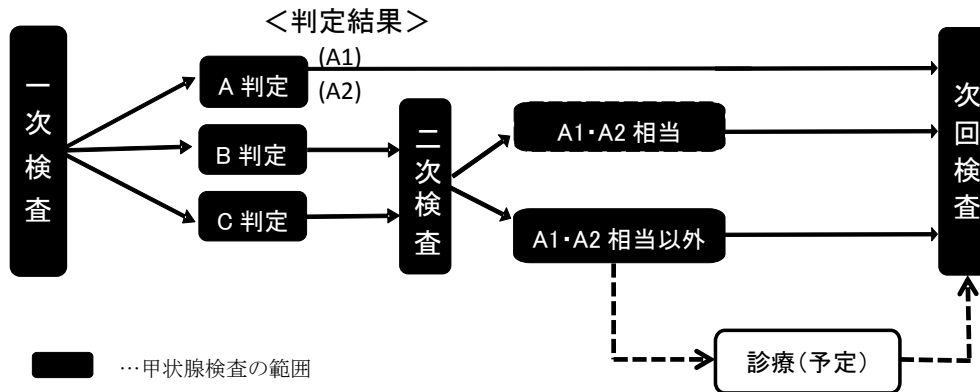 ＜判定結果＞
一次検査
A 判定
(A1)
(A2)
B 判定
C 判定
二次検査
A1・A2 相当
A1・A2 相当以外
次回検査
診療(予定)
…甲状腺検査の範囲